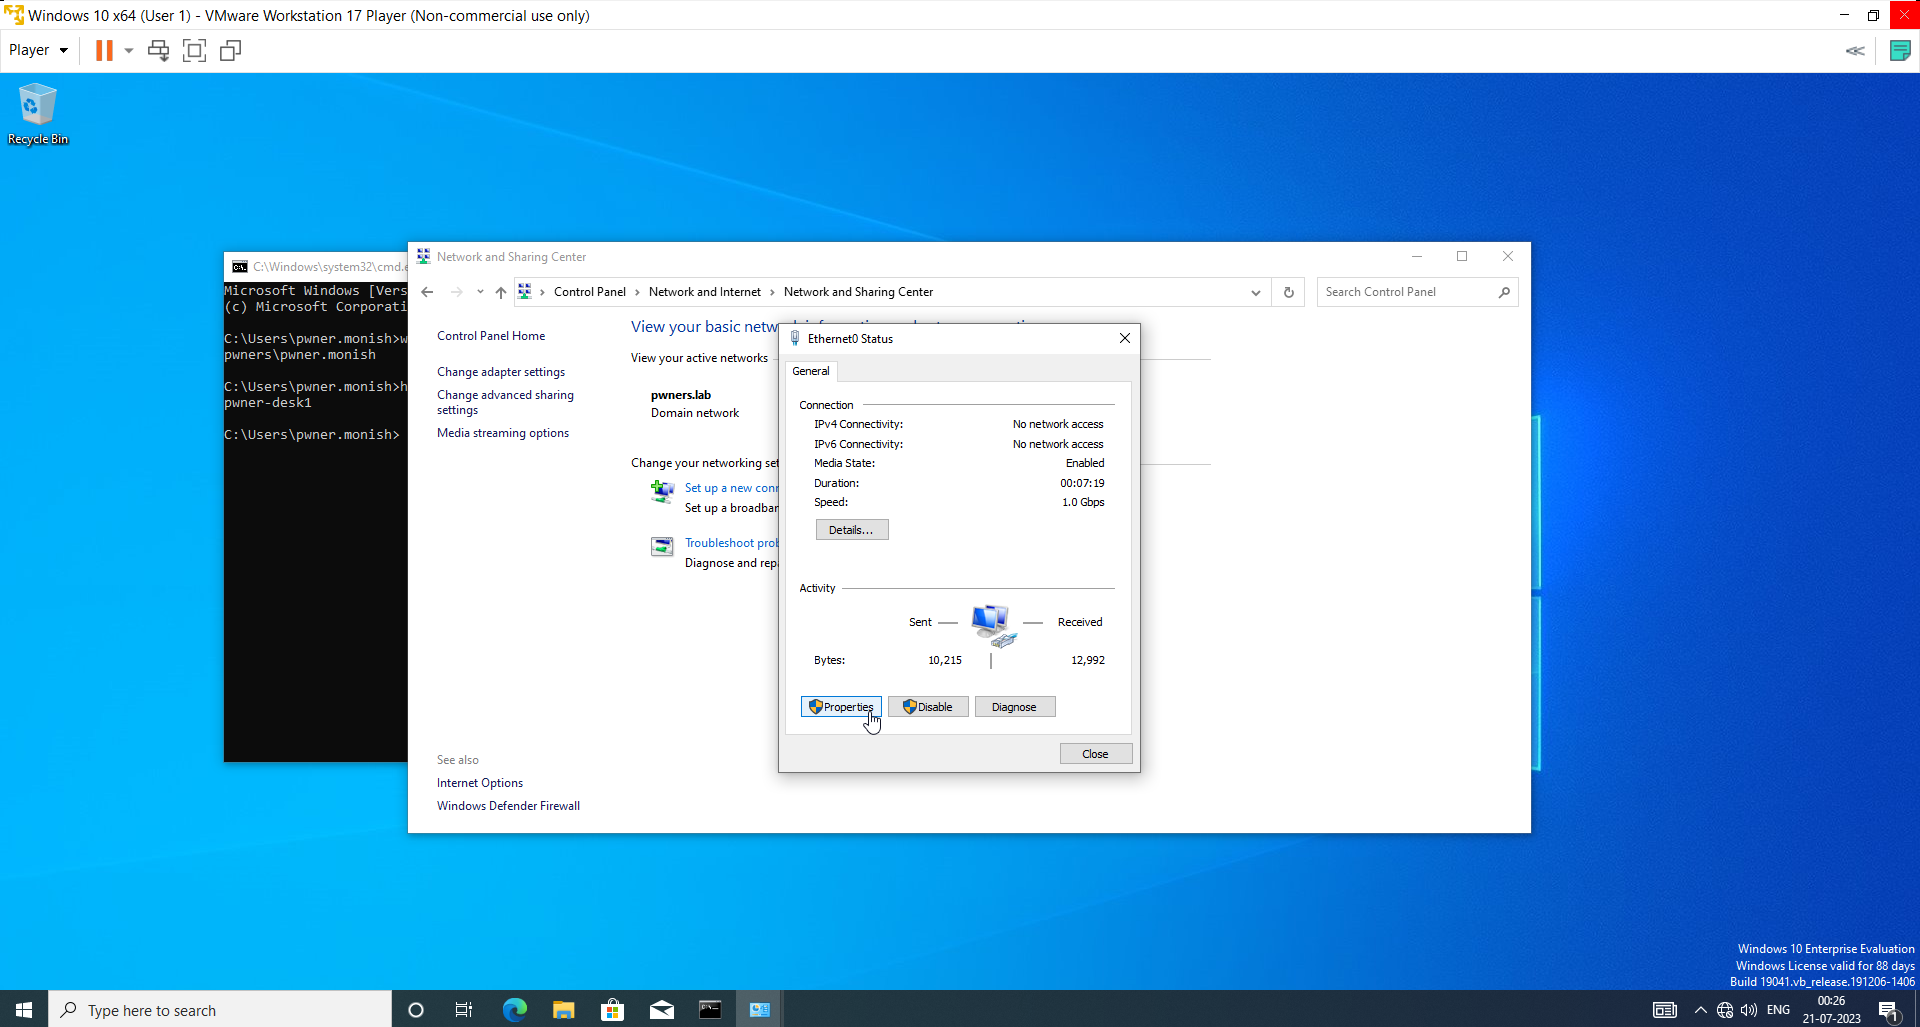 Windows 10 x64 (User 1) - VMware Workstation 17 Player (Non-commercial use only)
Player
Recycle Bin
C:\Windows\system32\cmd.e
Microsoft Windows [Vers
(c) Microsoft Corporati
C:\Users\pwner.monish>w
pwners\pwner.monish
C:\Users\pwner.monish>h
pwner-desk1
C:\Users\pwner.monish>
Network and Sharing Center
Control Panel > Network and Internet > Network and Sharing Center
Search Control Panel
Control Panel Home
Change adapter settings
Change advanced sharing
settings
Media streaming options
See also
Internet Options
Windows Defender Firewall
View your basic netw
View your active networks
pwners.lab
Domain network
Change your networking set
Set up a new conn
Set up a broadban
Troubleshoot prob
Diagnose and repa
Ethernet0 Status
General
Connection
IPv4 Connectivity: No network access
IPv6 Connectivity: No network access
Media State: Enabled
Duration: 00:07:19
Speed: 1.0 Gbps
Details...
Activity
Sent — — Received
Bytes: 10,215 | 12,992
Properties Disable Diagnose
Close
Windows 10 Enterprise Evaluation
Windows License valid for 88 days
Build 19041.vb_release.191206-1406
Type here to search
ENG
00:26
21-07-2023
1